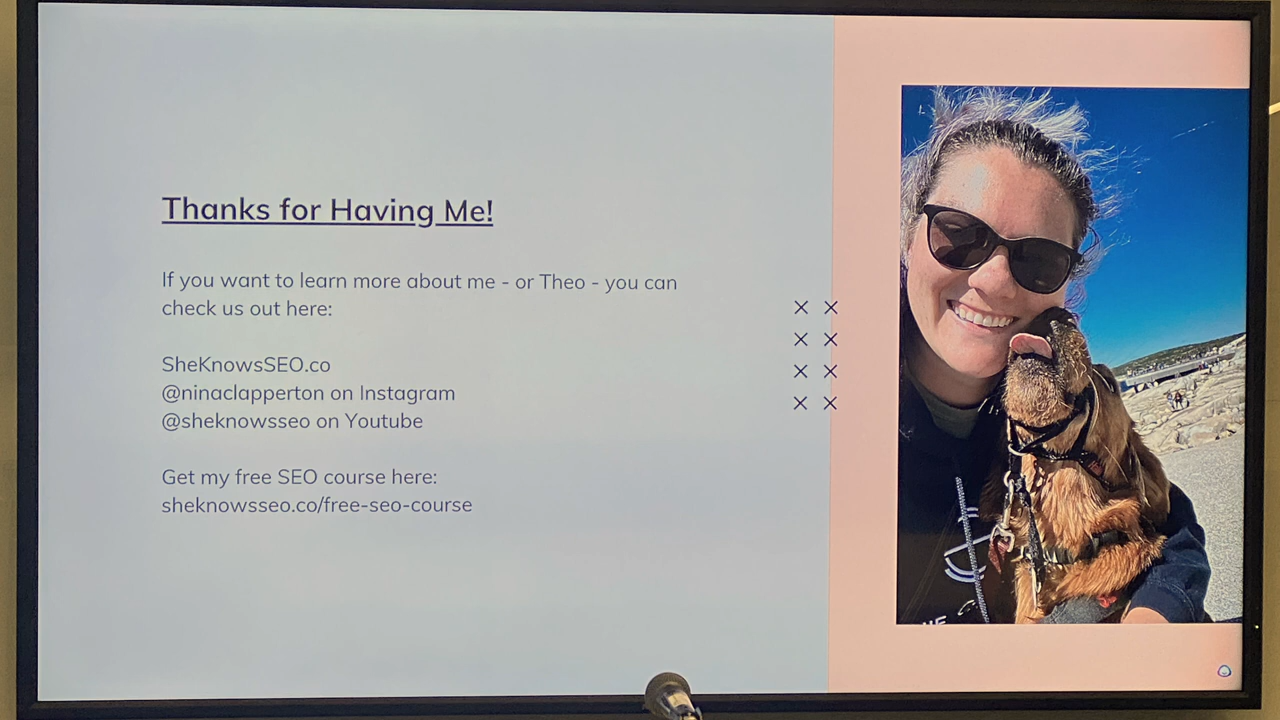 Thanks for Having Me!
If you want to learn more about me - or Theo - you can
check us out here:
SheKnowsSEO.co
@ninaclapperton on Instagram
@sheknowsseo on Youtube
Get my free SEO course here:
sheknowsseo.co/free-seo-course